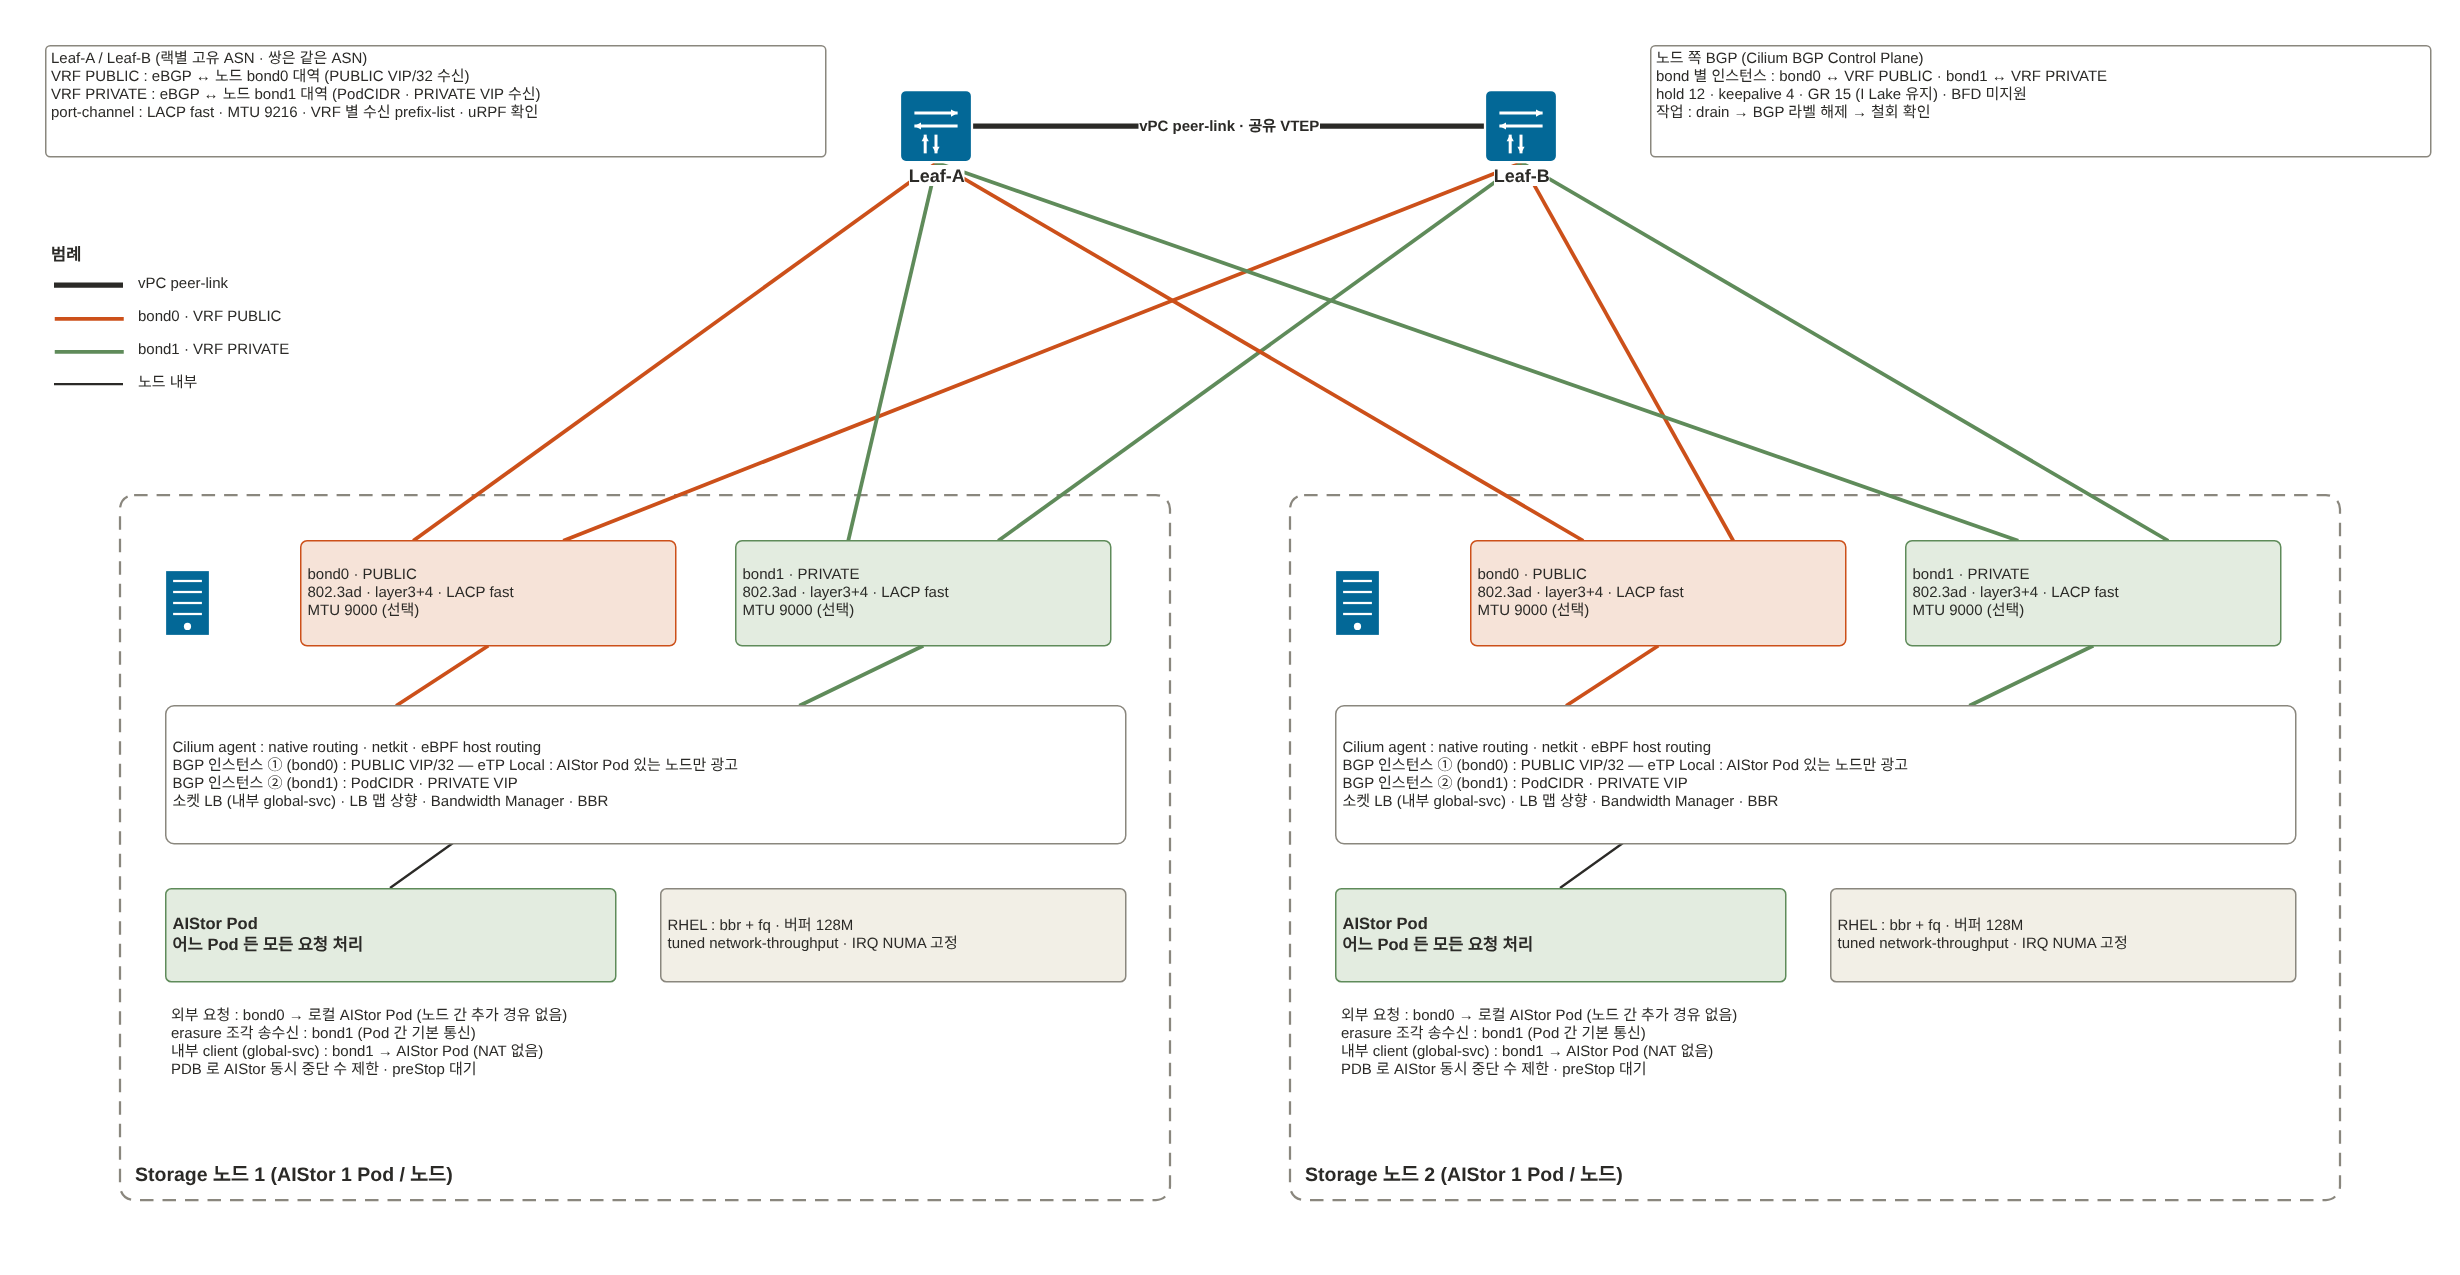 Leaf-A / Leaf-B (랙별 고유 ASN · 쌍은 같은 ASN)
VRF PUBLIC : eBGP ↔ 노드 bond0 대역 (PUBLIC VIP/32 수신)
VRF PRIVATE : eBGP ↔ 노드 bond1 대역 (PodCIDR · PRIVATE VIP 수신)
port-channel : LACP fast · MTU 9216 · VRF 별 수신 prefix-list · uRPF 확인
노드 쪽 BGP (Cilium BGP Control Plane)
bond 별 인스턴스 : bond0 ↔ VRF PUBLIC · bond1 ↔ VRF PRIVATE
hold 12 · keepalive 4 · GR 15 (I Lake 유지) · BFD 미지원
작업 : drain → BGP 라벨 해제 → 철회 확인
vPC peer-link · 공유 VTEP
Leaf-A
Leaf-B
범례
vPC peer-link
bond0 · VRF PUBLIC
bond1 · VRF PRIVATE
노드 내부
bond0 · PUBLIC
802.3ad · layer3+4 · LACP fast
MTU 9000 (선택)
bond1 · PRIVATE
802.3ad · layer3+4 · LACP fast
MTU 9000 (선택)
Cilium agent : native routing · netkit · eBPF host routing
BGP 인스턴스 ① (bond0) : PUBLIC VIP/32 — eTP Local : AIStor Pod 있는 노드만 광고
BGP 인스턴스 ② (bond1) : PodCIDR · PRIVATE VIP
소켓 LB (내부 global-svc) · LB 맵 상향 · Bandwidth Manager · BBR
AIStor Pod
어느 Pod 든 모든 요청 처리
RHEL : bbr + fq · 버퍼 128M
tuned network-throughput · IRQ NUMA 고정
외부 요청 : bond0 → 로컬 AIStor Pod (노드 간 추가 경유 없음)
erasure 조각 송수신 : bond1 (Pod 간 기본 통신)
내부 client (global-svc) : bond1 → AIStor Pod (NAT 없음)
PDB 로 AIStor 동시 중단 수 제한 · preStop 대기
Storage 노드 1 (AIStor 1 Pod / 노드)
bond0 · PUBLIC
802.3ad · layer3+4 · LACP fast
MTU 9000 (선택)
bond1 · PRIVATE
802.3ad · layer3+4 · LACP fast
MTU 9000 (선택)
Cilium agent : native routing · netkit · eBPF host routing
BGP 인스턴스 ① (bond0) : PUBLIC VIP/32 — eTP Local : AIStor Pod 있는 노드만 광고
BGP 인스턴스 ② (bond1) : PodCIDR · PRIVATE VIP
소켓 LB (내부 global-svc) · LB 맵 상향 · Bandwidth Manager · BBR
AIStor Pod
어느 Pod 든 모든 요청 처리
RHEL : bbr + fq · 버퍼 128M
tuned network-throughput · IRQ NUMA 고정
외부 요청 : bond0 → 로컬 AIStor Pod (노드 간 추가 경유 없음)
erasure 조각 송수신 : bond1 (Pod 간 기본 통신)
내부 client (global-svc) : bond1 → AIStor Pod (NAT 없음)
PDB 로 AIStor 동시 중단 수 제한 · preStop 대기
Storage 노드 2 (AIStor 1 Pod / 노드)